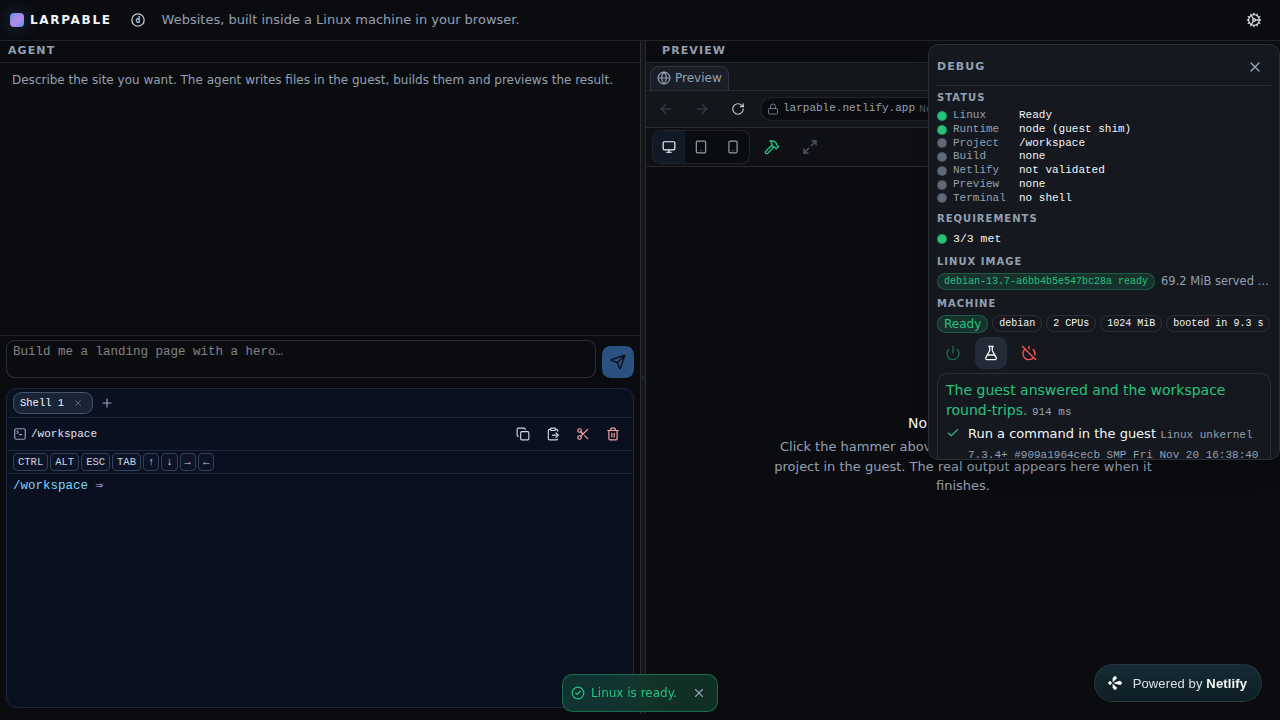 LARPABLE
Websites, built inside a Linux machine in your browser.
AGENT
Describe the site you want. The agent writes files in the guest, builds them and previews the result.
Build me a landing page with a hero…
Shell 1
/workspace
CTRL ALT ESC TAB ↑ ↓ → ←
/workspace ⇒
PREVIEW
Preview
larpable.netlify.app
No
Click the hammer abov
project in the guest. The real output appears here when it
finishes.
DEBUG
STATUS
Linux Ready
Runtime node (guest shim)
Project /workspace
Build none
Netlify not validated
Preview none
Terminal no shell
REQUIREMENTS
3/3 met
LINUX IMAGE
debian-13.7-a6bb4b5e547bc28a ready 69.2 MiB served …
MACHINE
Ready debian 2 CPUs 1024 MiB booted in 9.3 s
The guest answered and the workspace
round-trips. 914 ms
Run a command in the guest Linux unkernel
7.3.4+ #909a1964cecb SMP Fri Nov 20 16:38:40
Linux is ready.
Powered by Netlify